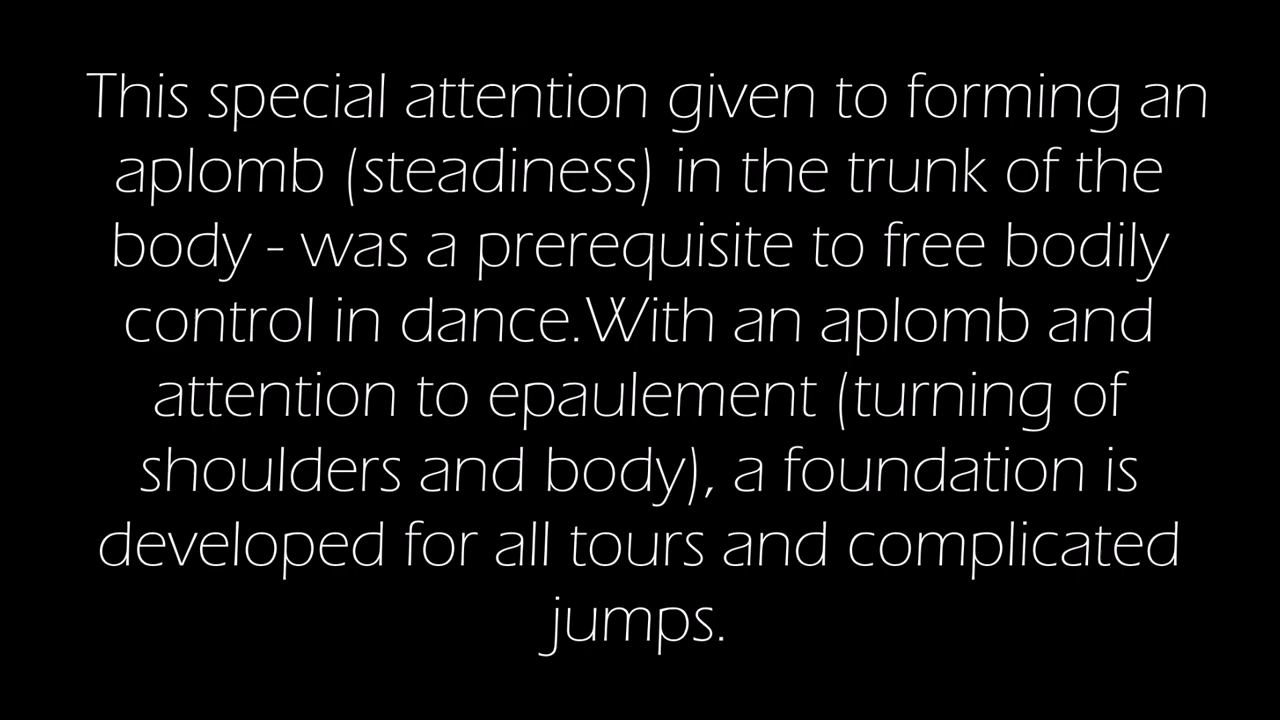 This special attention given to forming an
aplomb (steadiness) in the trunk of the
body - was a prerequisite to free bodily
control in dance.With an aplomb and
attention to epaulement (turning of
shoulders and body), a foundation is
developed for all tours and complicated
jumps.